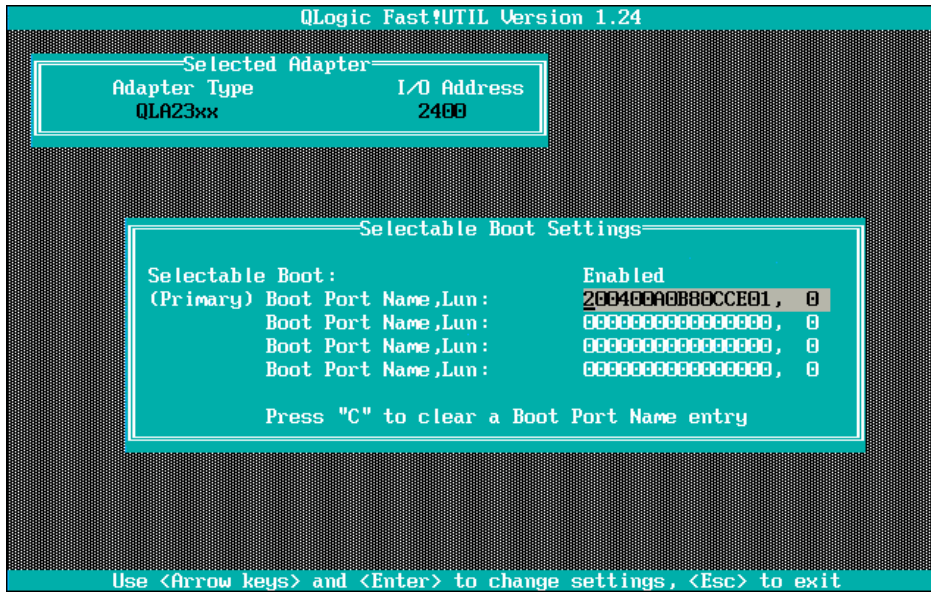 QLogic Fast!UTIL Version 1.24
Selected Adapter
Adapter Type I/O Address
QLA23xx 2400
Selectable Boot Settings
Selectable Boot: Enabled
(Primary) Boot Port Name,Lun: 200400A0B80CCE01, 0
Boot Port Name,Lun: 0000000000000000, 0
Boot Port Name,Lun: 0000000000000000, 0
Boot Port Name,Lun: 0000000000000000, 0
Press "C" to clear a Boot Port Name entry
Use <Arrow keys> and <Enter> to change settings, <Esc> to exit